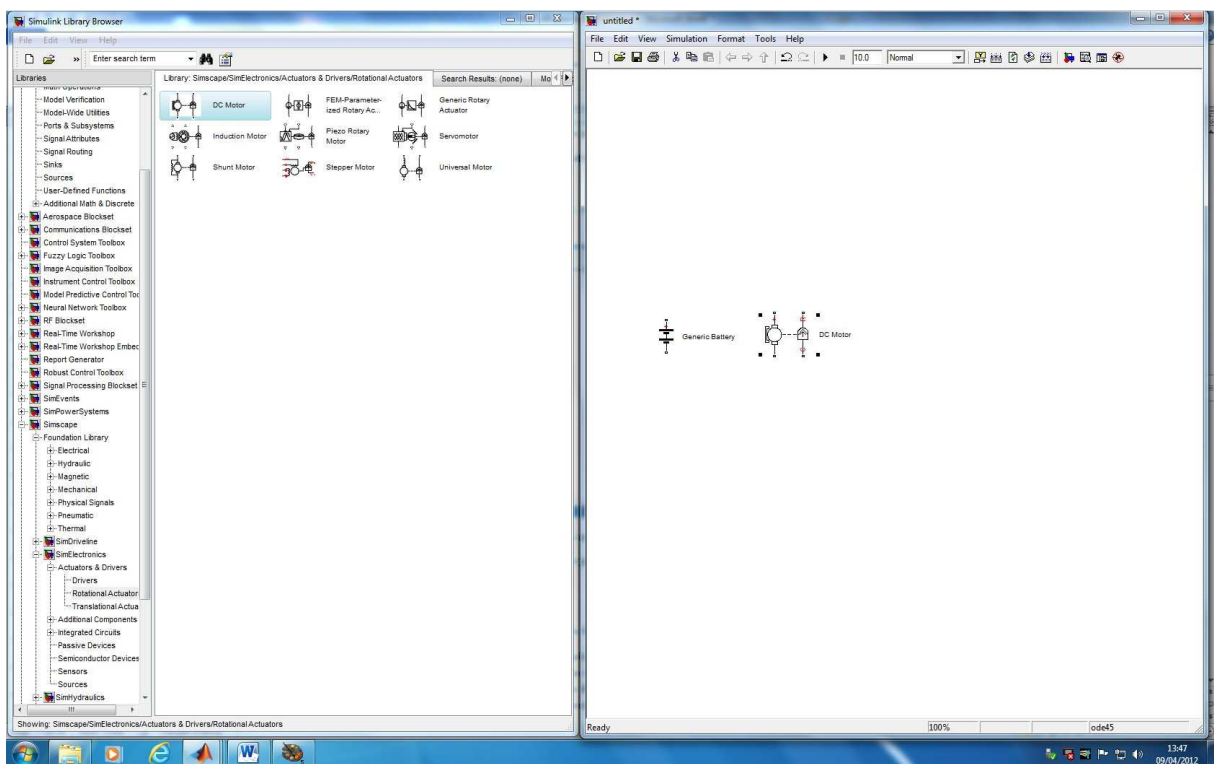 Simulink Library Browser
File Edit View Help
Enter search term
Libraries
Library: Simscape/SimElectronics/Actuators & Drivers/Rotational Actuators
Search Results: (none)
Mo
Math Operations
Model Verification
Model-Wide Utilities
Ports & Subsystems
Signal Attributes
Signal Routing
Sinks
Sources
User-Defined Functions
Additional Math & Discrete
Aerospace Blockset
Communications Blockset
Control System Toolbox
Fuzzy Logic Toolbox
Image Acquisition Toolbox
Instrument Control Toolbox
Model Predictive Control Toc
Neural Network Toolbox
RF Blockset
Real-Time Workshop
Real-Time Workshop Embec
Report Generator
Robust Control Toolbox
Signal Processing Blockset
SimEvents
SimPowerSystems
Simscape
Foundation Library
Electrical
Hydraulic
Magnetic
Mechanical
Physical Signals
Pneumatic
Thermal
SimDriveline
SimElectronics
Actuators & Drivers
Drivers
Rotational Actuator
Translational Actua
Additional Components
Integrated Circuits
Passive Devices
Semiconductor Devices
Sensors
Sources
SimHydraulics
DC Motor
FEM-Parameter-
ized Rotary Ac...
Generic Rotary
Actuator
Induction Motor
Piezo Rotary
Motor
Servomotor
Shunt Motor
Stepper Motor
Universal Motor
Showing: Simscape/SimElectronics/Actuators & Drivers/Rotational Actuators
untitled *
File Edit View Simulation Format Tools Help
10.0
Normal
Generic Battery
DC Motor
Ready
100%
ode45
13:47
09/04/2012